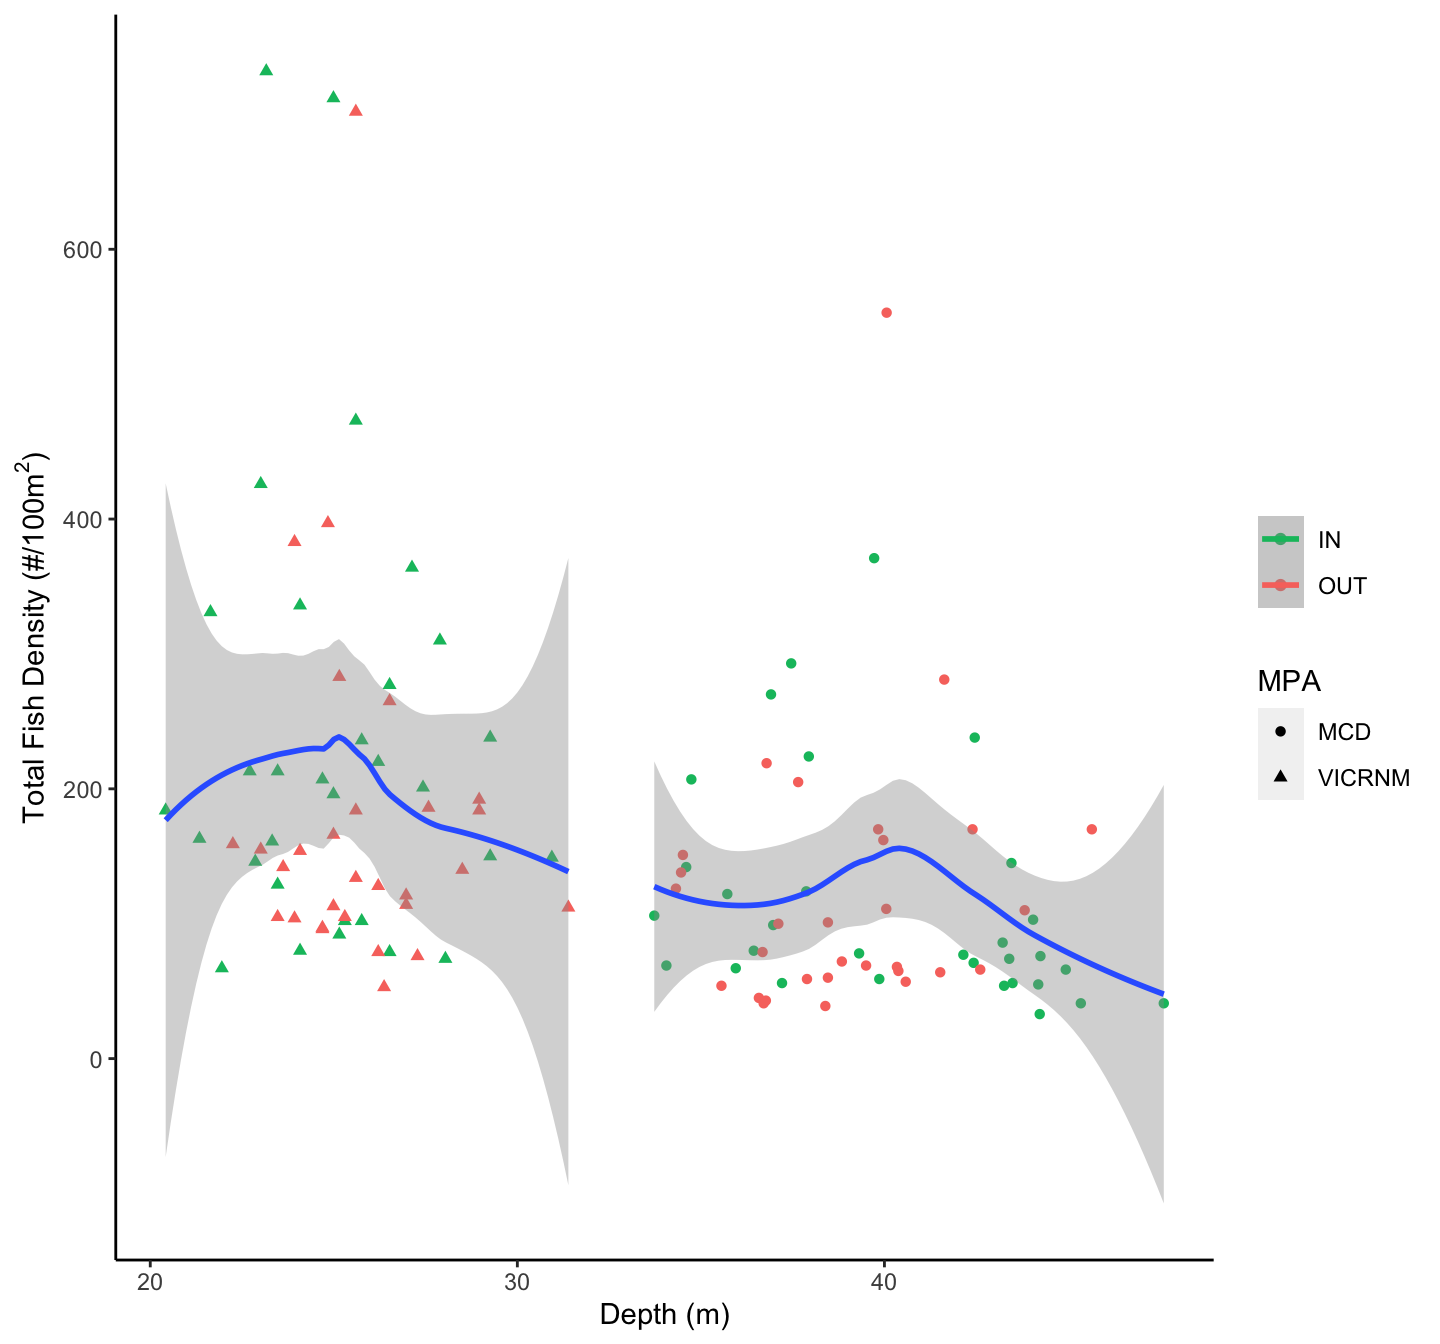 Total Fish Density (#/100m²)
600
400
200
0
20 30 40
Depth (m)
IN
OUT
MPA
MCD
VICRNM